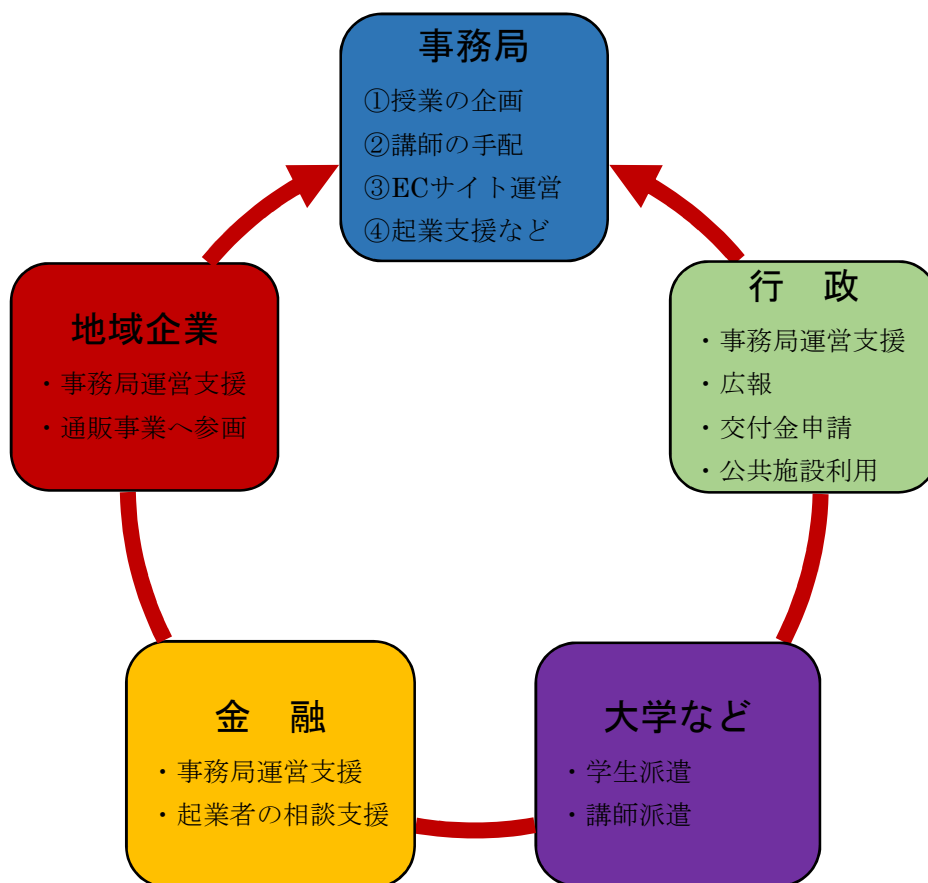 事務局
①授業の企画
②講師の手配
③ECサイト運営
④起業支援など
地域企業
・事務局運営支援
・通販事業へ参画
行　政
・事務局運営支援
・広報
・交付金申請
・公共施設利用
金　融
・事務局運営支援
・起業者の相談支援
大学など
・学生派遣
・講師派遣